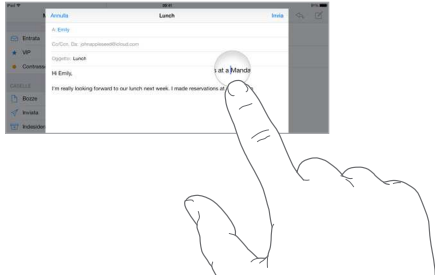 iPad
Annulla Lunch Invia
A: Emily
Cc/Ccn, Da: johnappleseed@icloud.com
Oggetto: Lunch
Hi Emily,
s at a Manda
I'm really looking forward to our lunch next week. I made reservations at
Entrata
VIP
CASELLE
Bozze
Inviata